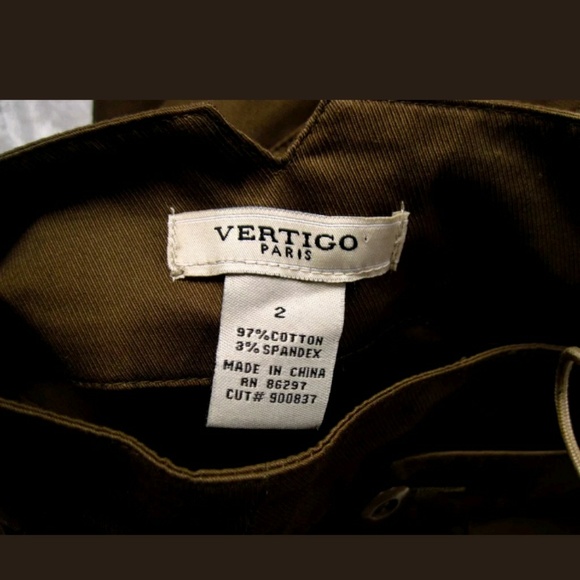 VERTIGO
PARIS
2
97%COTTON
3% SPANDEX
MADE IN CHINA
RN 86297
CUT# 900837